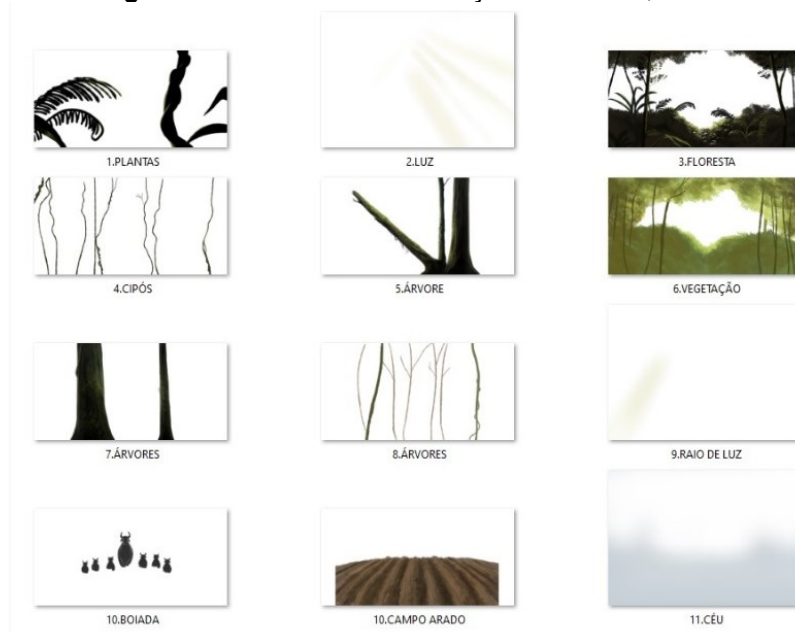 1.PLANTAS
2.LUZ
3.FLORESTA
4.CIPÓS
5.ÁRVORE
6.VEGETAÇÃO
7.ÁRVORES
8.ÁRVORES
9.RAIO DE LUZ
10.BOIADA
10.CAMPO ARADO
11.CÉU